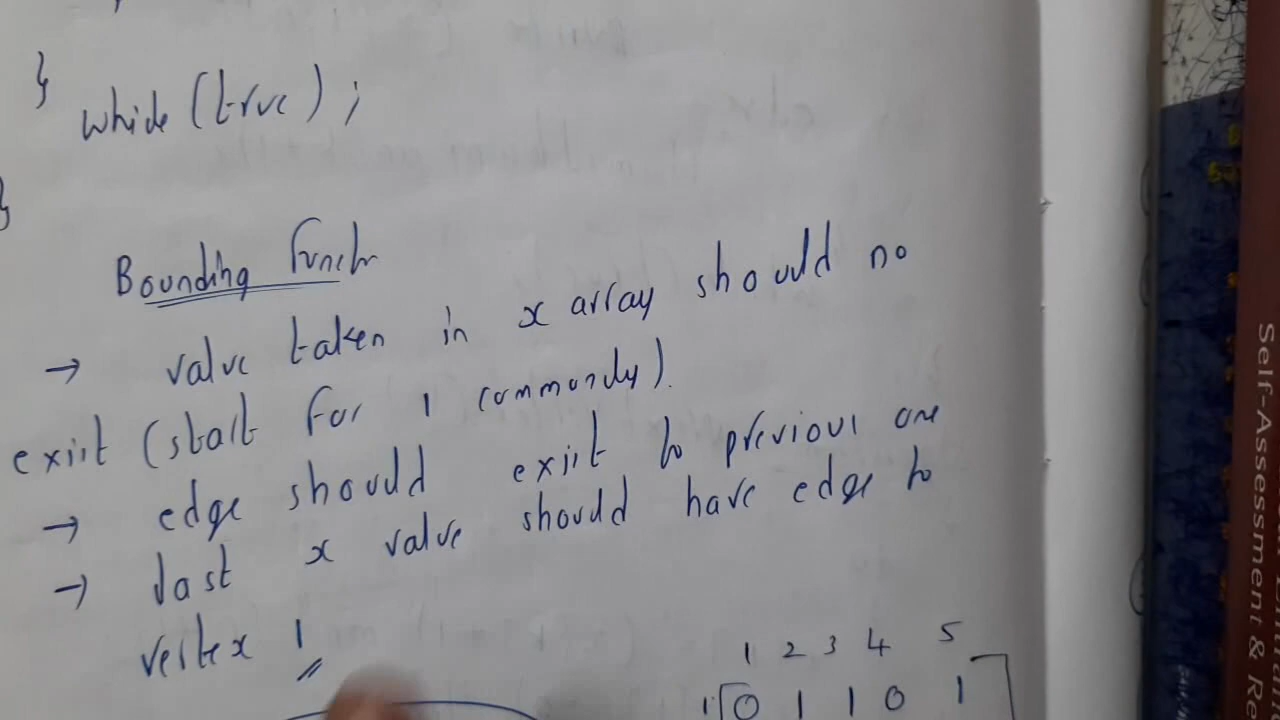 }
while (true) ;
}
Bounding Functn
→ value taken in x array should no
exist (start for 1 commonly).
→ edge should exist to previous one
→ last x value should have edge to
vertex 1
1 2 3 4 5
1 0 1 1 0 1
Self-Assessment & Re